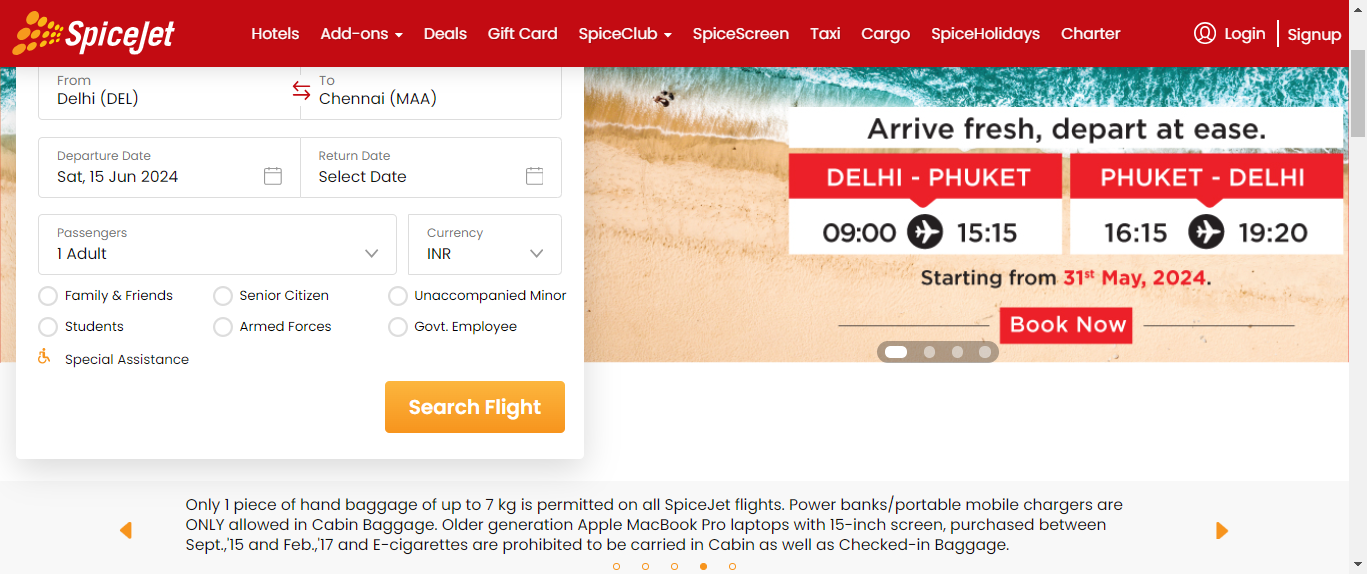 SpiceJet
Hotels Add-ons Deals Gift Card SpiceClub SpiceScreen Taxi Cargo SpiceHolidays Charter Login Signup
From To
Delhi (DEL) Chennai (MAA)
Departure Date Return Date
Sat, 15 Jun 2024 Select Date
Passengers Currency
1 Adult INR
Family & Friends Senior Citizen Unaccompanied Minor
Students Armed Forces Govt. Employee
Special Assistance
Search Flight
Arrive fresh, depart at ease.
DELHI - PHUKET PHUKET - DELHI
09:00 15:15 16:15 19:20
Starting from 31st May, 2024.
Book Now
Only 1 piece of hand baggage of up to 7 kg is permitted on all SpiceJet flights. Power banks/portable mobile chargers are
ONLY allowed in Cabin Baggage. Older generation Apple MacBook Pro laptops with 15-inch screen, purchased between
Sept.,'15 and Feb.,'17 and E-cigarettes are prohibited to be carried in Cabin as well as Checked-in Baggage.